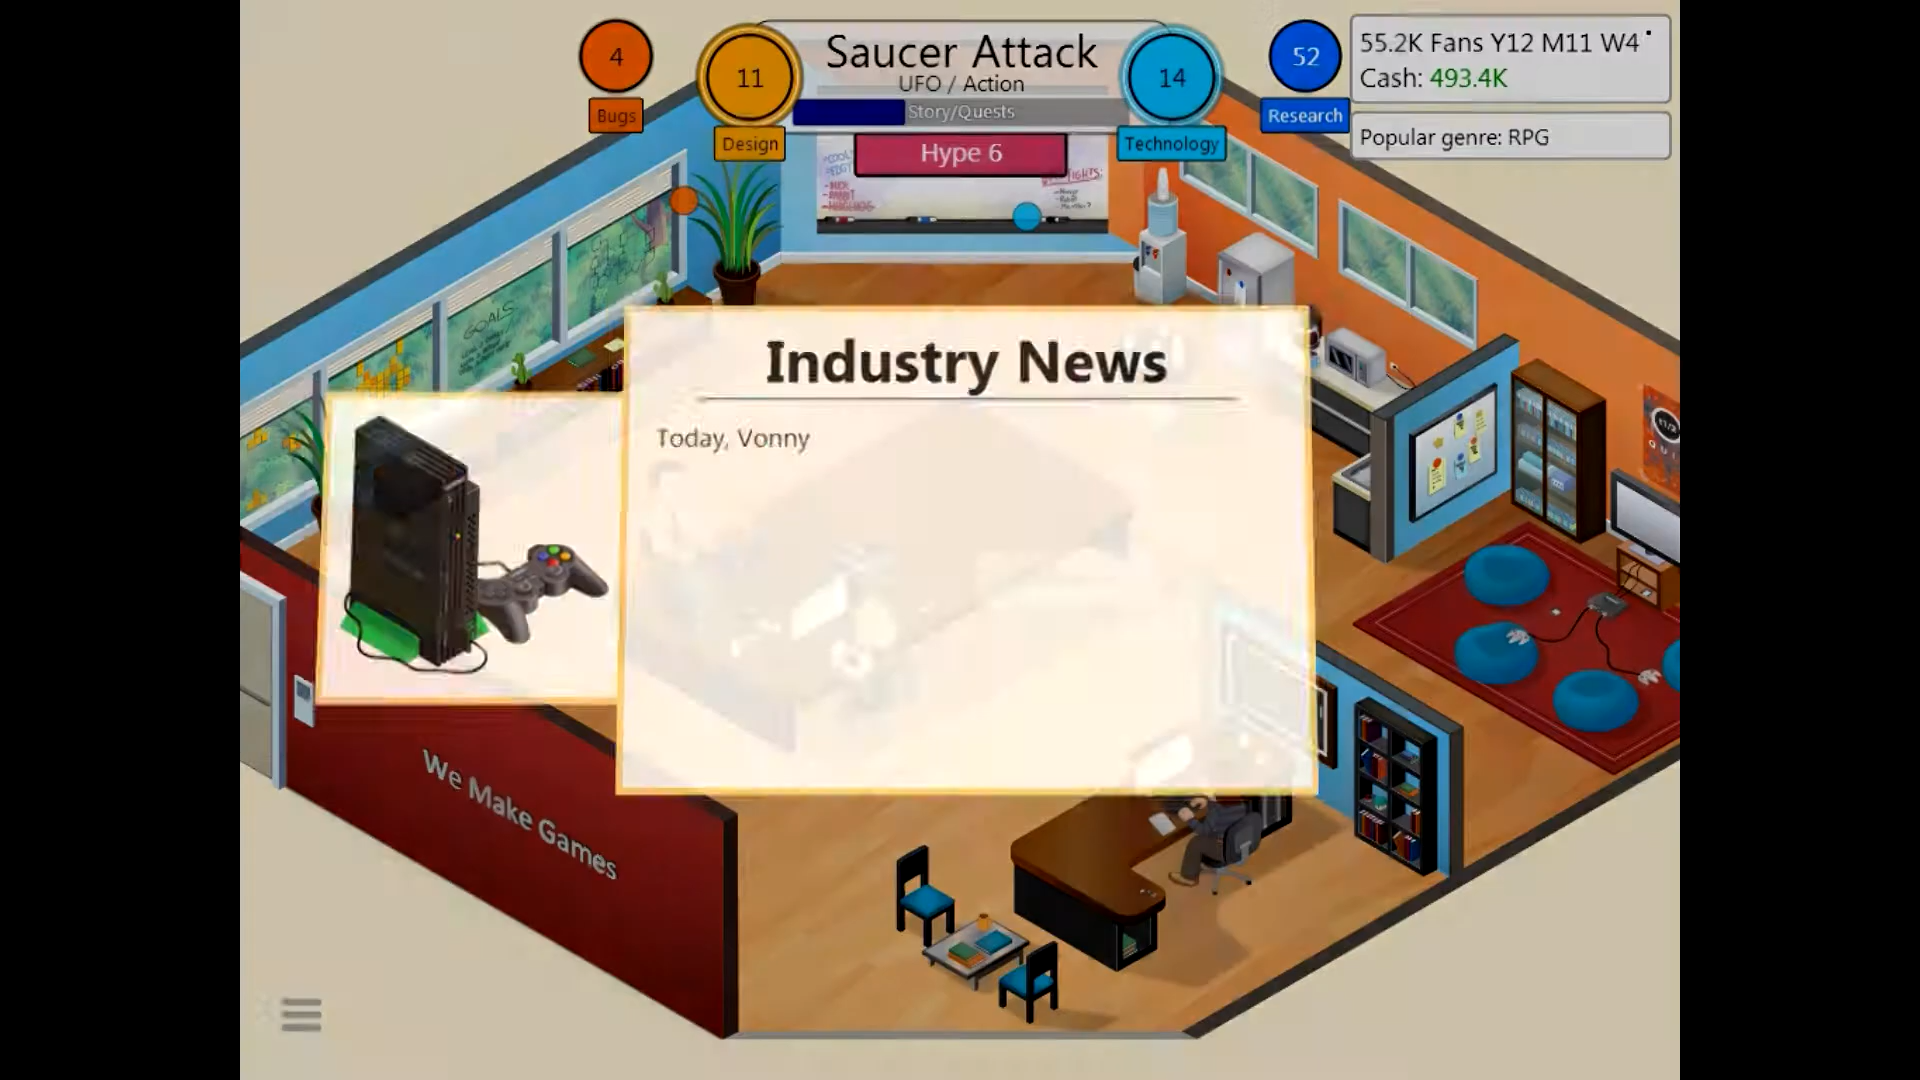 4
Bugs
11
Design
Saucer Attack
UFO / Action
Story/Quests
Hype 6
14
Technology
52
Research
55.2K Fans Y12 M11 W4
Cash: 493.4K
Popular genre: RPG
GOALS
Industry News
Today, Vonny
We Make Games